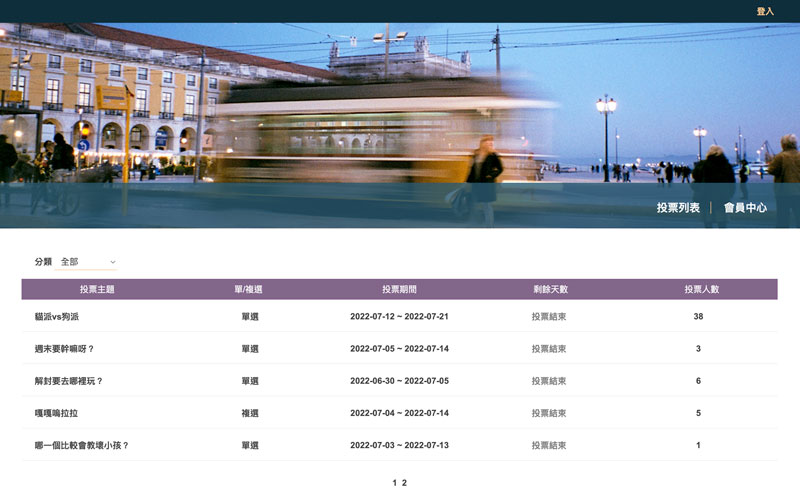 登入
投票列表 | 會員中心
分類 全部
投票主題 單/複選 投票期間 剩餘天數 投票人數
貓派vs狗派 單選 2022-07-12 ~ 2022-07-21 投票結束 38
週末要幹嘛呀？ 單選 2022-07-05 ~ 2022-07-14 投票結束 3
解封要去哪裡玩？ 單選 2022-06-30 ~ 2022-07-05 投票結束 6
嘎嘎嗚拉拉 複選 2022-07-04 ~ 2022-07-14 投票結束 5
哪一個比較會教壞小孩？ 單選 2022-07-03 ~ 2022-07-13 投票結束 1
1 2